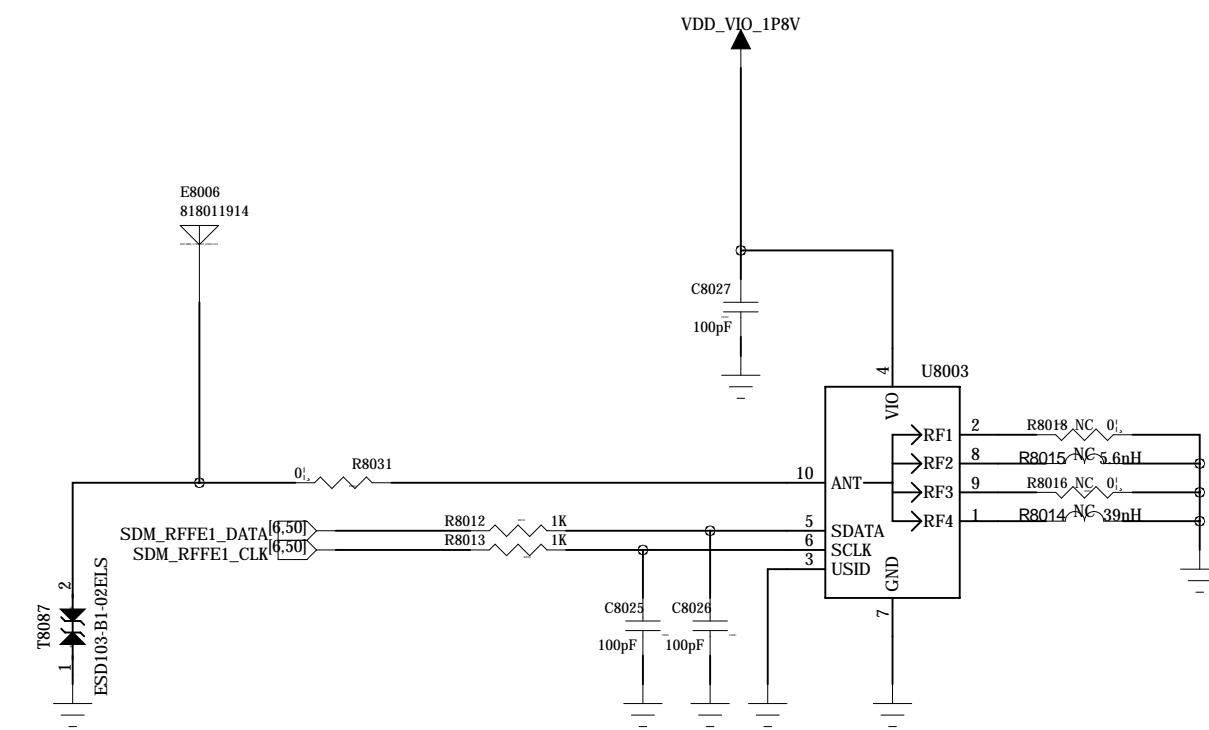 VDD_VIO_1P8V
E8006
818011914
C8027
100pF
U8003
4
VIO
R8031
0¦¸
10
ANT
RF1
2
R8018 NC 0¦¸
RF2
8
R8015 NC 5.6nH
RF3
9
R8016 NC 0¦¸
RF4
1
R8014 NC 39nH
SDM_RFFE1_DATA [6,50]
R8012 1K
5
SDATA
SDM_RFFE1_CLK [6,50]
R8013 1K
6
SCLK
3
USID
GND
7
2
T8087
ESD103-B1-02ELS
1
C8025
100pF
C8026
100pF